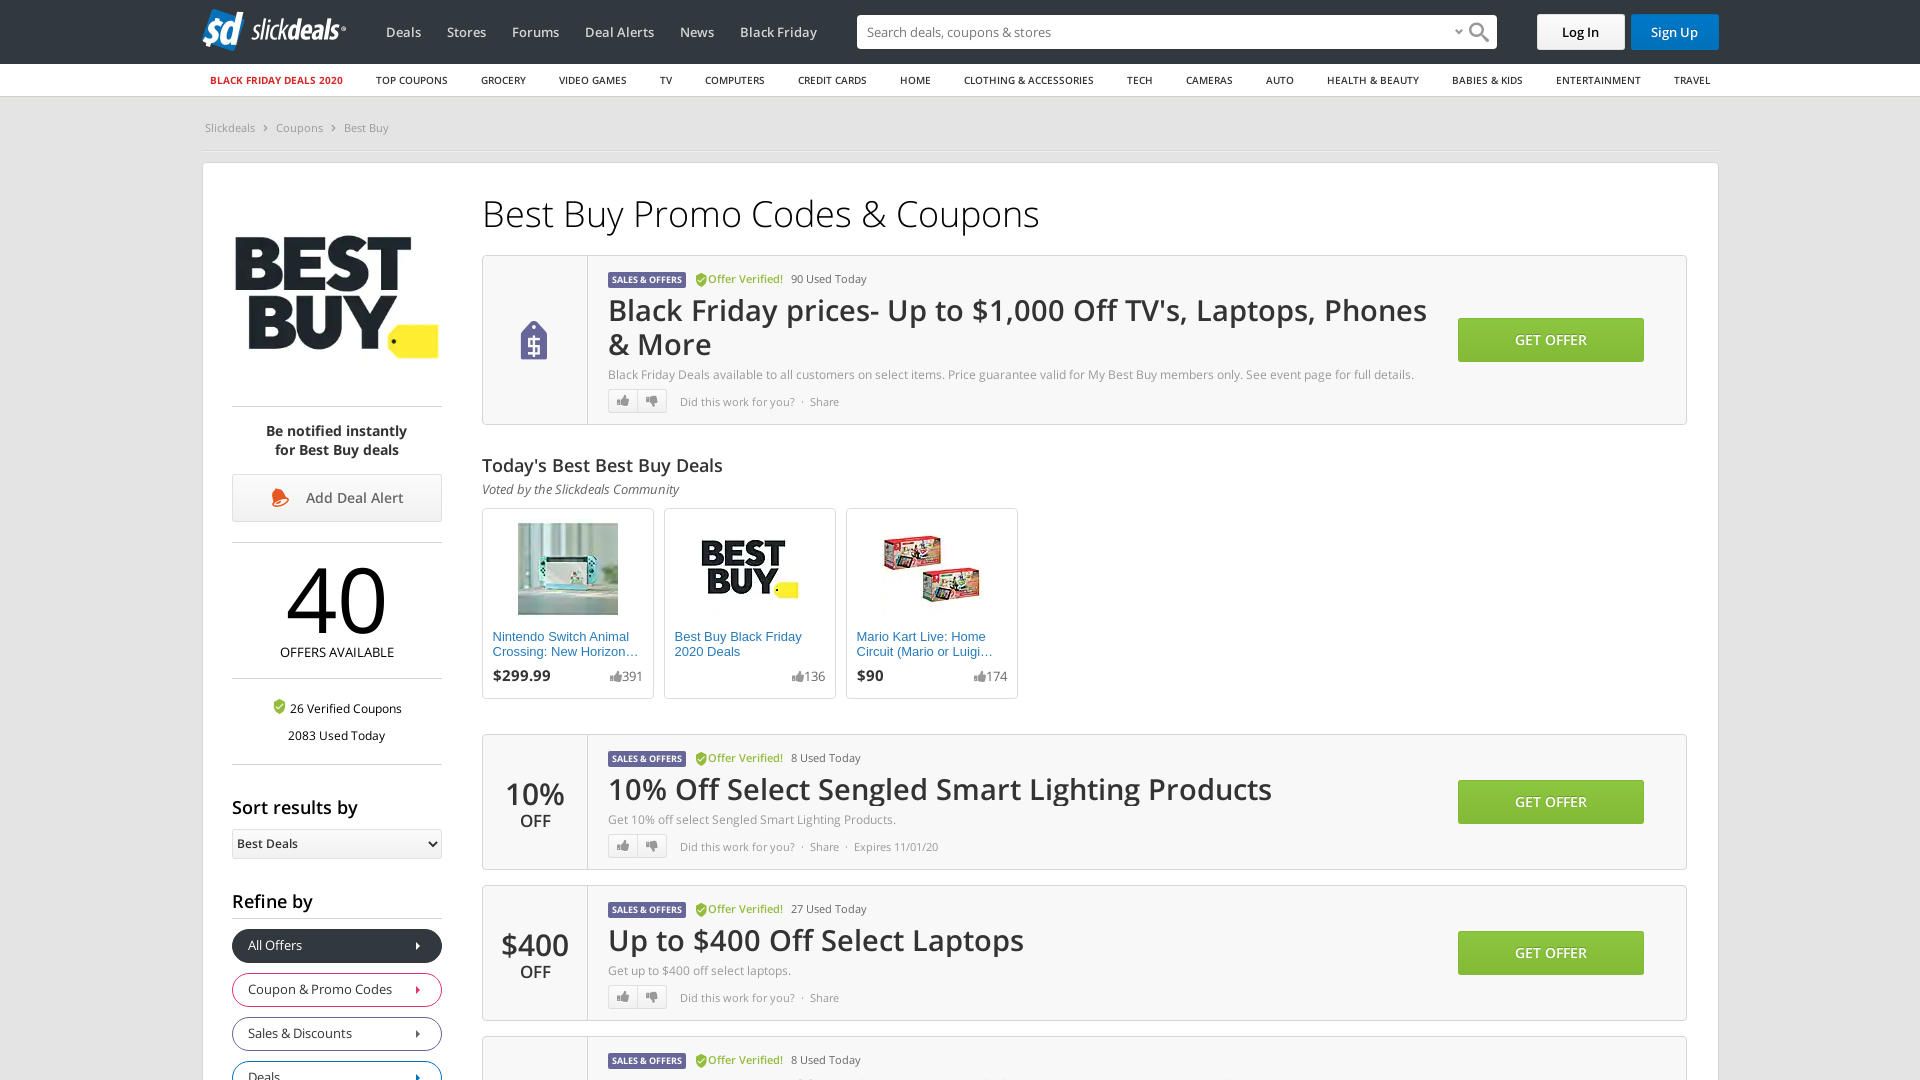 sd slickdeals
Deals
Stores
Forums
Deal Alerts
News
Black Friday
Search deals, coupons & stores
Log In
Sign Up
BLACK FRIDAY DEALS 2020
TOP COUPONS
GROCERY
VIDEO GAMES
TV
COMPUTERS
CREDIT CARDS
HOME
CLOTHING & ACCESSORIES
TECH
CAMERAS
AUTO
HEALTH & BEAUTY
BABIES & KIDS
ENTERTAINMENT
TRAVEL
Slickdeals
Coupons
Best Buy
BEST
BUY
Be notified instantly
for Best Buy deals
Add Deal Alert
40
OFFERS AVAILABLE
26 Verified Coupons
2083 Used Today
Sort results by
Best Deals
Refine by
All Offers
Coupon & Promo Codes
Sales & Discounts
Deals
Best Buy Promo Codes & Coupons
SALES & OFFERS Offer Verified! 90 Used Today
Black Friday prices- Up to $1,000 Off TV's, Laptops, Phones
& More
Black Friday Deals available to all customers on select items. Price guarantee valid for My Best Buy members only. See event page for full details.
Did this work for you? · Share
GET OFFER
Today's Best Best Buy Deals
Voted by the Slickdeals Community
Nintendo Switch Animal
Crossing: New Horizon…
$299.99 391
BEST
BUY
Best Buy Black Friday
2020 Deals
136
Mario Kart Live: Home
Circuit (Mario or Luigi…
$90 174
10%
OFF
SALES & OFFERS Offer Verified! 8 Used Today
10% Off Select Sengled Smart Lighting Products
Get 10% off select Sengled Smart Lighting Products.
Did this work for you? · Share · Expires 11/01/20
GET OFFER
$400
OFF
SALES & OFFERS Offer Verified! 27 Used Today
Up to $400 Off Select Laptops
Get up to $400 off select laptops.
Did this work for you? · Share
GET OFFER
SALES & OFFERS Offer Verified! 8 Used Today